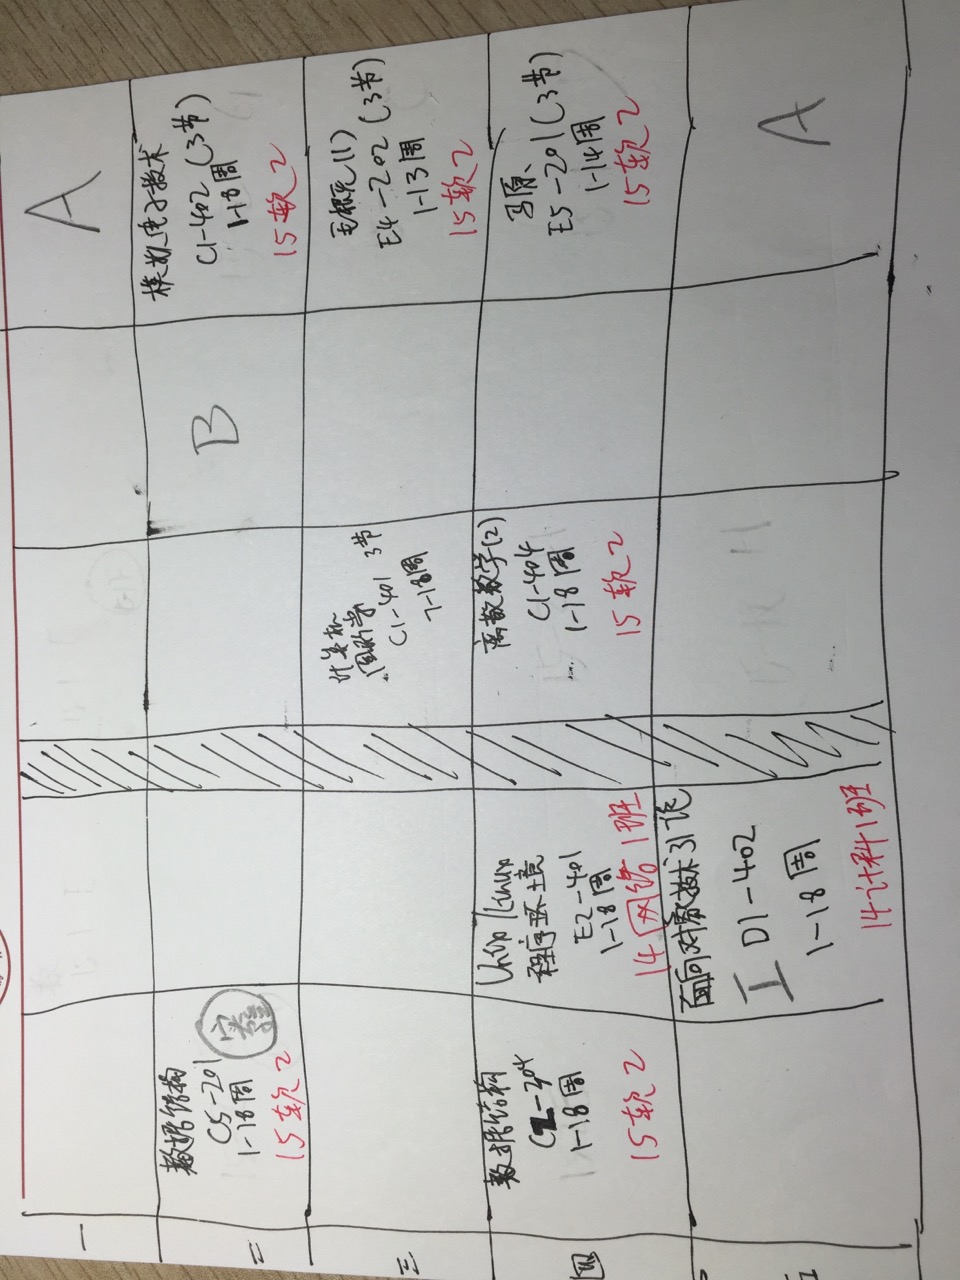 一
A
二
数据结构
C5-201
1-18周
15软2
实验
B
模拟电子技术
C1-402(3节)
1-18周
15软2
三
计算机
图形学
C1-401 3节
7-18周
毛概(1)
E4-202(3节)
1-13周
15软2
四
数据结构
C2-304
1-18周
15软2
Unix/Linux
程序环境
E2-401
1-18周
14网络1班
离散数学(2)
C1-404
1-18周
15软2
马原、
E5-201(3节)
1-14周
15软2
面向对象技术引论
I D1-402
1-18周
14计科1班
A